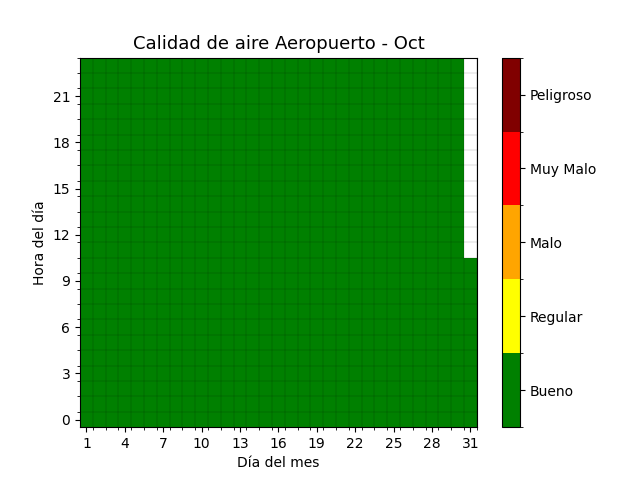 Calidad de aire Aeropuerto - Oct
Hora del día
21
18
15
12
9
6
3
0
1 4 7 10 13 16 19 22 25 28 31
Día del mes
Peligroso
Muy Malo
Malo
Regular
Bueno